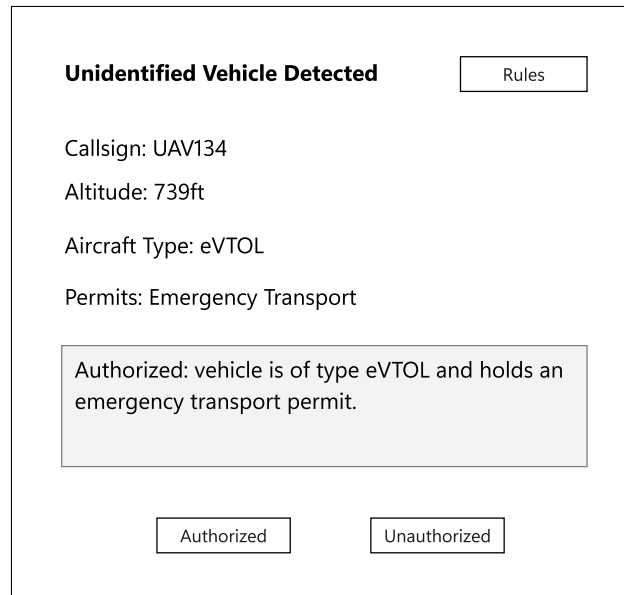 Unidentified Vehicle Detected
Rules
Callsign: UAV134
Altitude: 739ft
Aircraft Type: eVTOL
Permits: Emergency Transport
Authorized: vehicle is of type eVTOL and holds an
emergency transport permit.
Authorized
Unauthorized